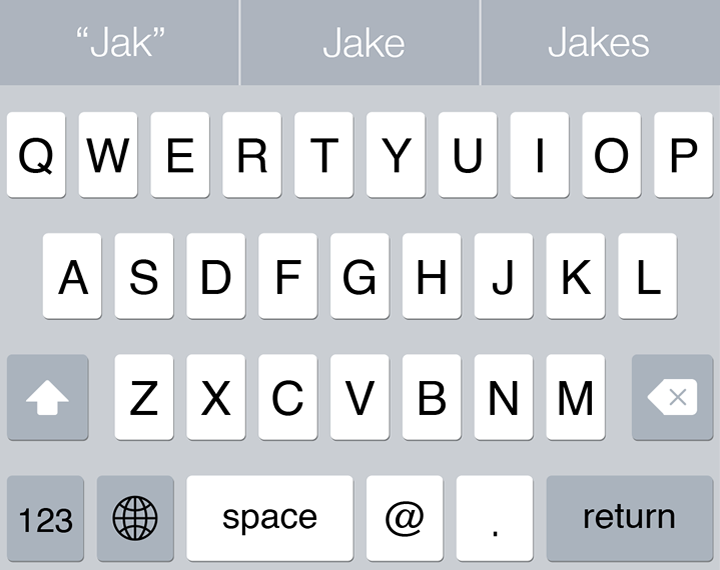 “Jak” Jake Jakes
Q W E R T Y U I O P
A S D F G H J K L
Z X C V B N M
123 space @ . return